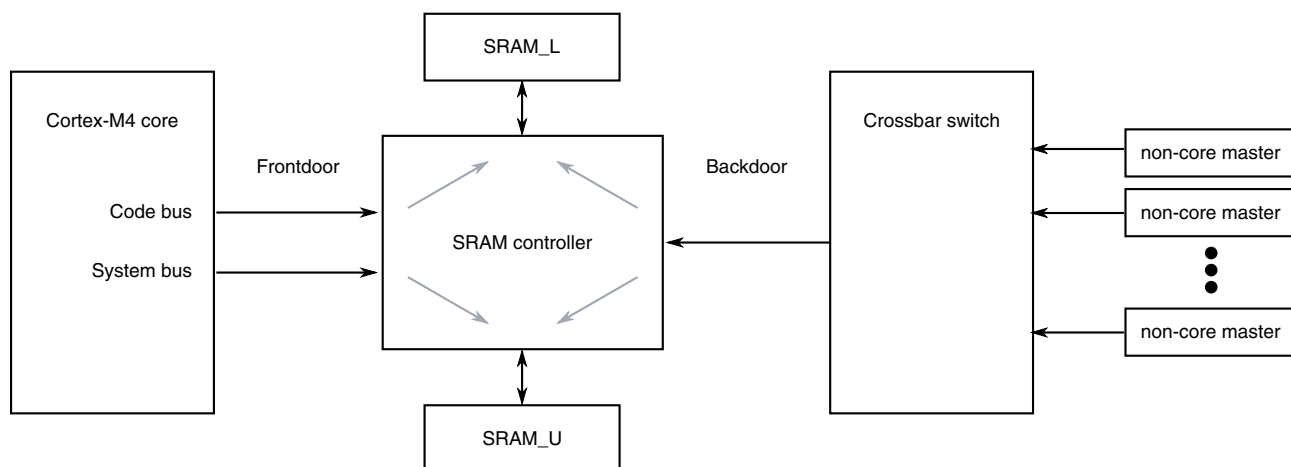 SRAM_L
Cortex-M4 core
Crossbar switch
Frontdoor
Backdoor
non-core master
Code bus
non-core master
SRAM controller
System bus
non-core master
SRAM_U